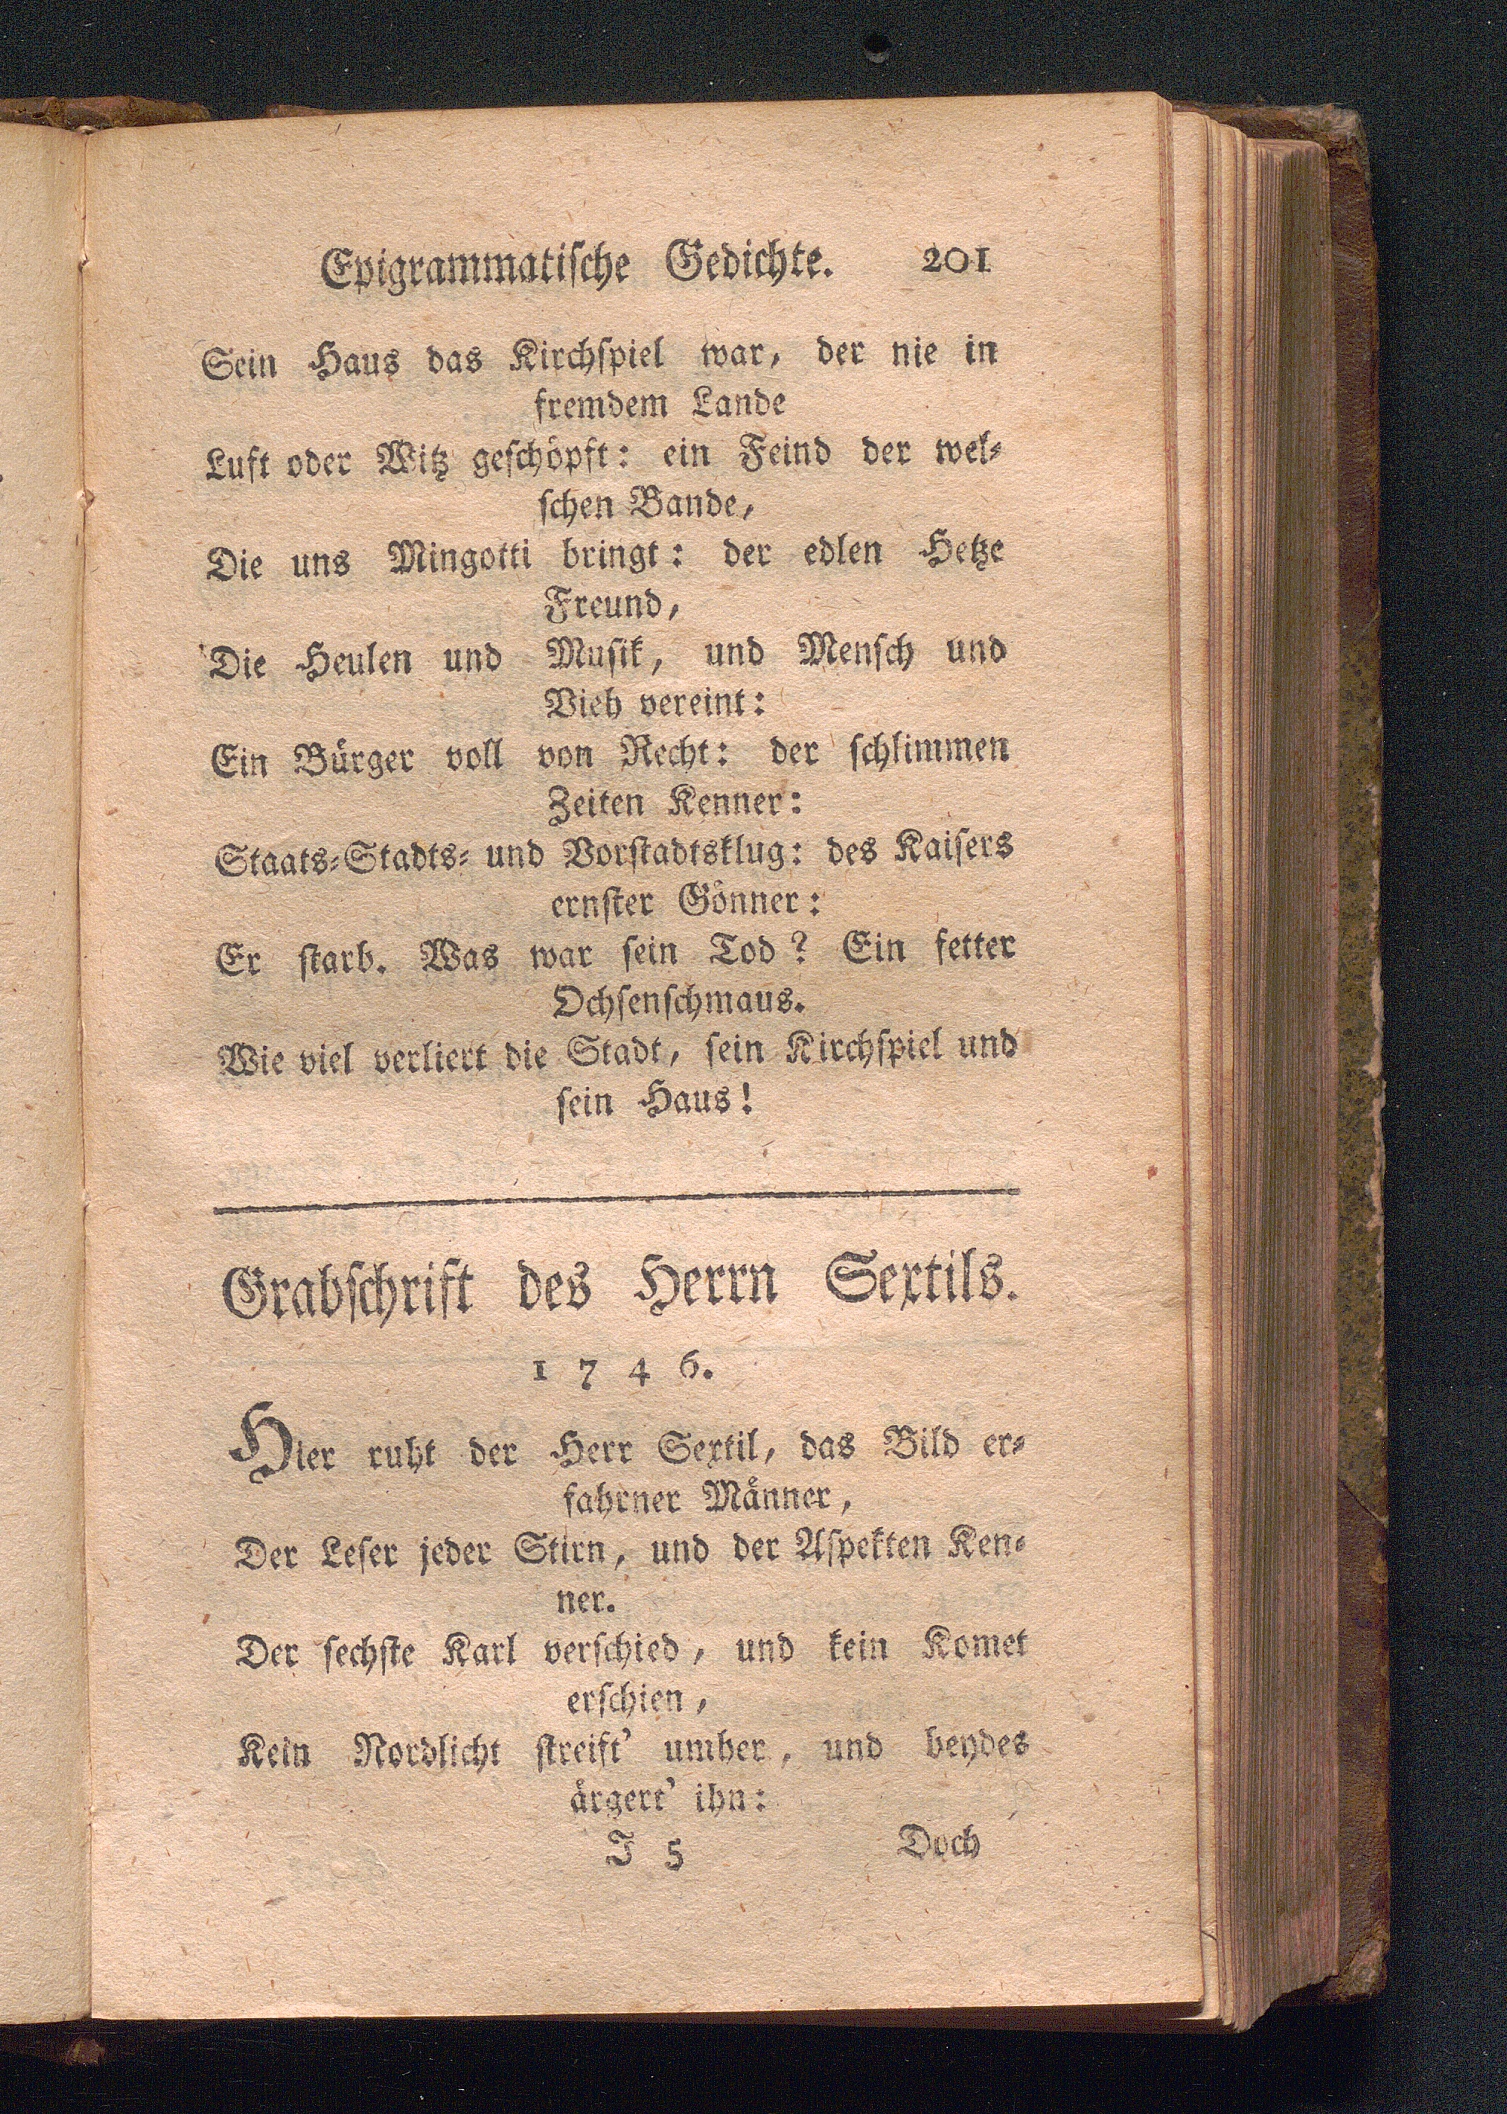 Epigrammatiſche Gedichte. 201
Sein Haus das Kirchſpiel war, der nie in
fremdem Lande
Luft oder Witz geſchöpft: ein Feind der wel⸗
ſchen Bande,
Die uns Mingotti bringt: der edlen Hetze
Freund,
Die Heulen und Muſik, und Menſch und
Vieh vereint:
Ein Bürger voll von Recht: der ſchlimmen
Zeiten Kenner:
Staats⸗Stadts⸗ und Vorſtadtsklug: des Kaiſers
ernſter Gönner:
Er ſtarb. Was war ſein Tod? Ein fetter
Ochſenſchmaus.
Wie viel verliert die Stadt, ſein Kirchſpiel und
ſein Haus!
Grabſchrift des Herrn Sextils.
1746.
Hier ruht der Herr Sextil, das Bild er⸗
fahrner Männer,
Der Leſer jeder Stirn, und der Aſpekten Ken⸗
ner.
Der ſechſte Karl verſchied, und kein Komet
erſchien,
Kein Nordlicht ſtreift' umher, und beydes
ärgert' ihn:
J 5 Doch